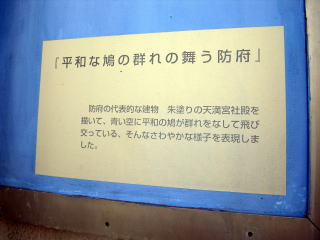 『平和な鳩の群れの舞う防府』
防府の代表的な建物　朱塗りの天満宮社殿を
描いて、青い空に平和の鳩が群れをなして飛び
交っている、そんなさわやかな様子を表現しま
した。